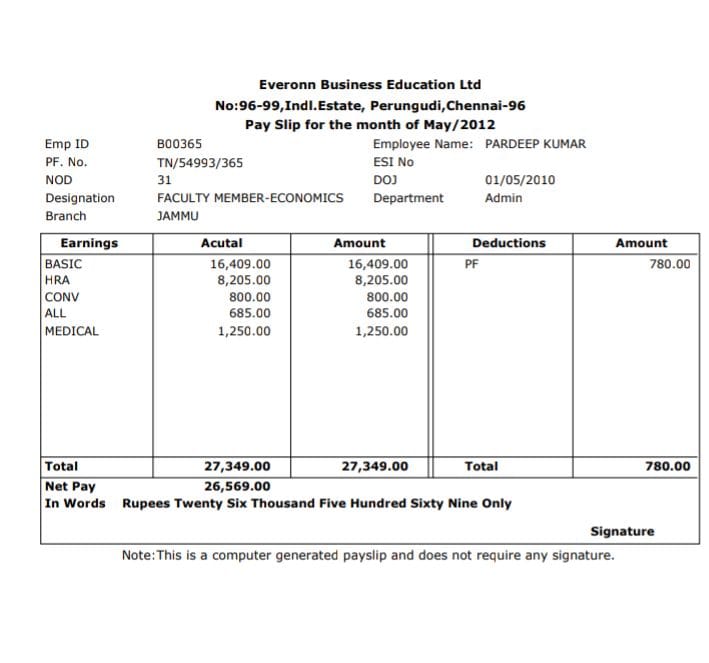 Everonn Business Education Ltd
No:96-99,Indl.Estate, Perungudi,Chennai-96
Pay Slip for the month of May/2012
Emp ID B00365 Employee Name: PARDEEP KUMAR
PF. No. TN/54993/365 ESI No
NOD 31 DOJ 01/05/2010
Designation FACULTY MEMBER-ECONOMICS Department Admin
Branch JAMMU
Earnings Acutal Amount Deductions Amount
BASIC 16,409.00 16,409.00 PF 780.00
HRA 8,205.00 8,205.00
CONV 800.00 800.00
ALL 685.00 685.00
MEDICAL 1,250.00 1,250.00
Total 27,349.00 27,349.00 Total 780.00
Net Pay 26,569.00
In Words Rupees Twenty Six Thousand Five Hundred Sixty Nine Only
Signature
Note:This is a computer generated payslip and does not require any signature.